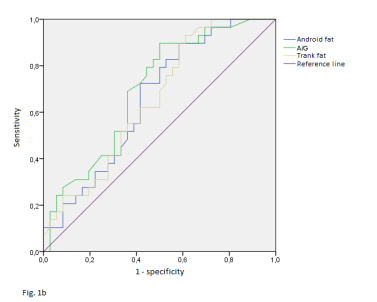 1,0
0,8
0,6
0,4
0,2
0,0
Sensitivity
0,0 0,2 0,4 0,6 0,8 1,0
1 - specificity
Android fat
A/G
Trank fat
Reference line
Fig. 1b